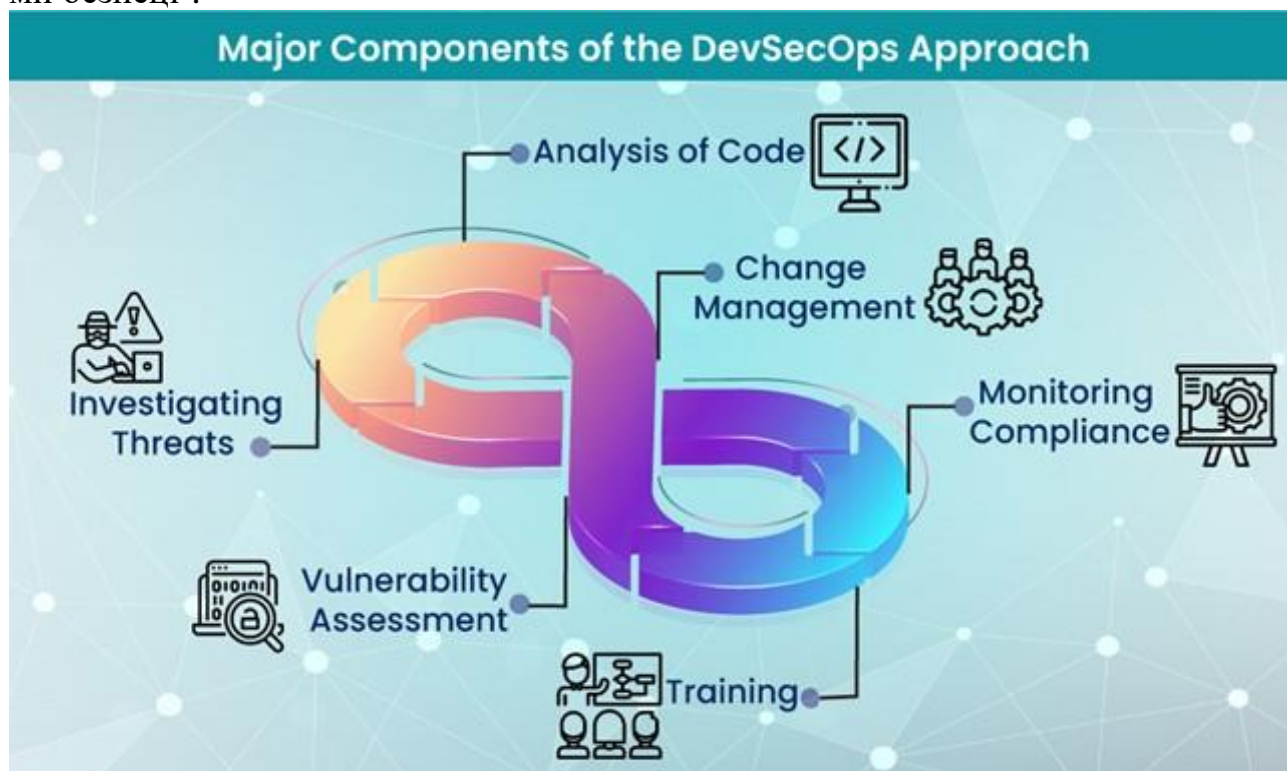 Major Components of the DevSecOps Approach
Analysis of Code
</>
Change
Management
Investigating
Threats
Monitoring
Compliance
Vulnerability
Assessment
Training